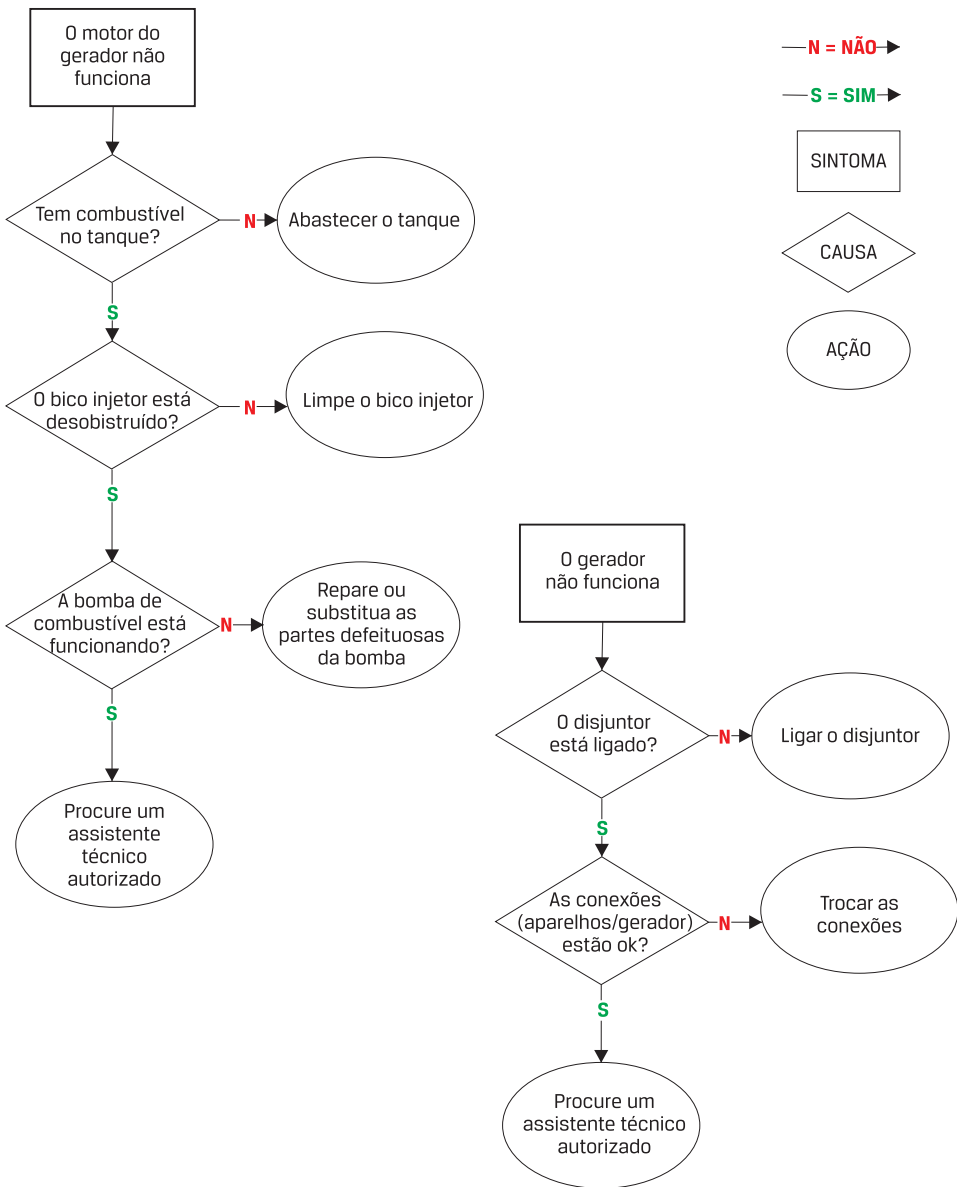 O motor do
gerador não
funciona
Tem combustível
no tanque?
N
Abastecer o tanque
S
O bico injetor está
desobistruído?
N
Limpe o bico injetor
S
A bomba de
combustível está
funcionando?
N
Repare ou
substitua as
partes defeituosas
da bomba
S
Procure um
assistente
técnico
autorizado
N = NÃO
S = SIM
SINTOMA
CAUSA
AÇÃO
O gerador
não funciona
O disjuntor
está ligado?
N
Ligar o disjuntor
S
As conexões
(aparelhos/gerador)
estão ok?
N
Trocar as
conexões
S
Procure um
assistente técnico
autorizado